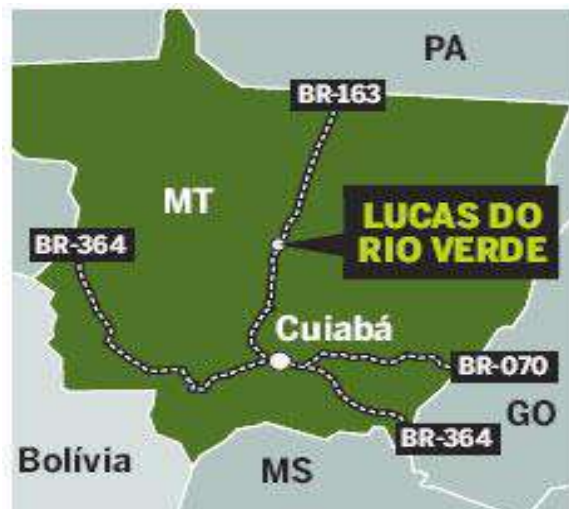 PA
BR-163
MT
LUCAS DO
RIO VERDE
BR-364
Cuiabá
BR-070
GO
BR-364
Bolívia
MS